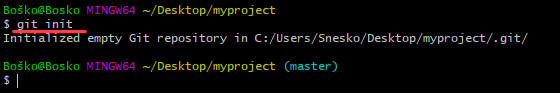 Boško@Bosko MINGW64 ~/Desktop/myproject
$ git init
Initialized empty Git repository in C:/Users/Snesko/Desktop/myproject/.git/
Boško@Bosko MINGW64 ~/Desktop/myproject (master)
$